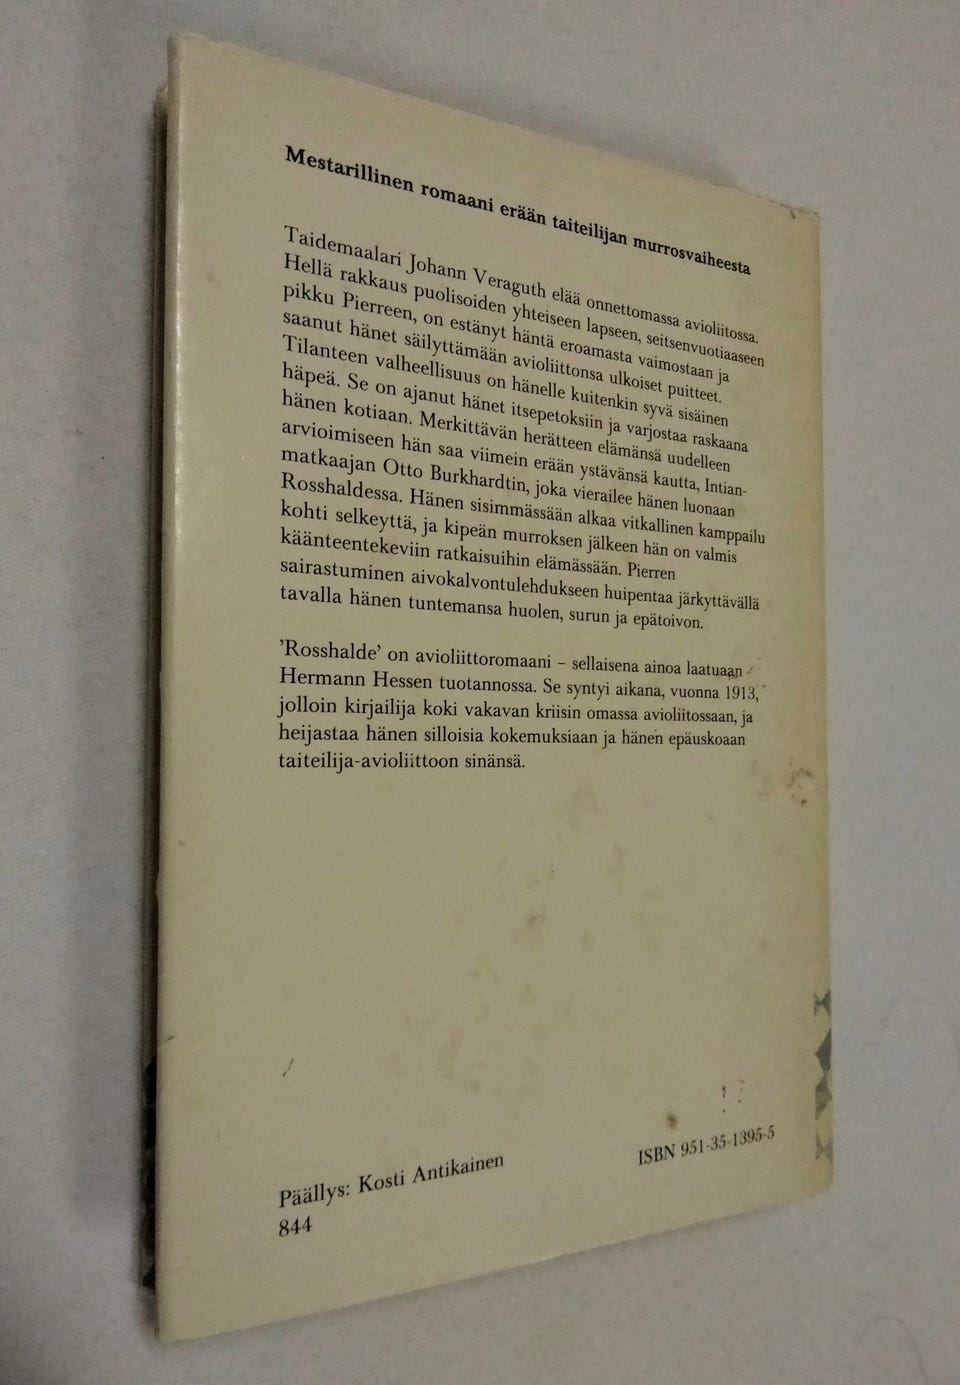 Mestarillinen romaani erään taiteilijan murrosvaiheesta
Taidemaalari Johann Veraguth elää onnettomassa avioliitossa.
Hellä rakkaus puolisoiden yhteiseen lapseen, seitsenvuotiaaseen
pikku Pierreen, on estänyt häntä eroamasta vaimostaan ja
saanut hänet säilyttämään avioliittonsa ulkoiset puitteet.
Tilanteen valheellisuus on hänelle kuitenkin syvä sisäinen
häpeä. Se on ajanut hänet itsepetoksiin ja varjostaa raskaana
hänen kotiaan. Merkittävän herätteen elämänsä uudelleen
arvioimiseen hän saa viimein erään ystävänsä kautta, Intian-
matkaajan Otto Burkhardtin, joka vierailee hänen luonaan
Rosshaldessa. Hänen sisimmässään alkaa vitkallinen kamppailu
kohti selkeyttä, ja kipeän murroksen jälkeen hän on valmis
käänteentekeviin ratkaisuihin elämässään. Pierren
sairastuminen aivokalvontulehdukseen huipentaa järkyttävällä
tavalla hänen tuntemansa huolen, surun ja epätoivon.
'Rosshalde' on avioliittoromaani – sellaisena ainoa laatuaan
Hermann Hessen tuotannossa. Se syntyi aikana, vuonna 1913,
jolloin kirjailija koki vakavan kriisin omassa avioliitossaan, ja
heijastaa hänen silloisia kokemuksiaan ja hänen epäuskoaan
taiteilija-avioliittoon sinänsä.
Päällys: Kosti Antikainen
844
ISBN 951-35-1395-5